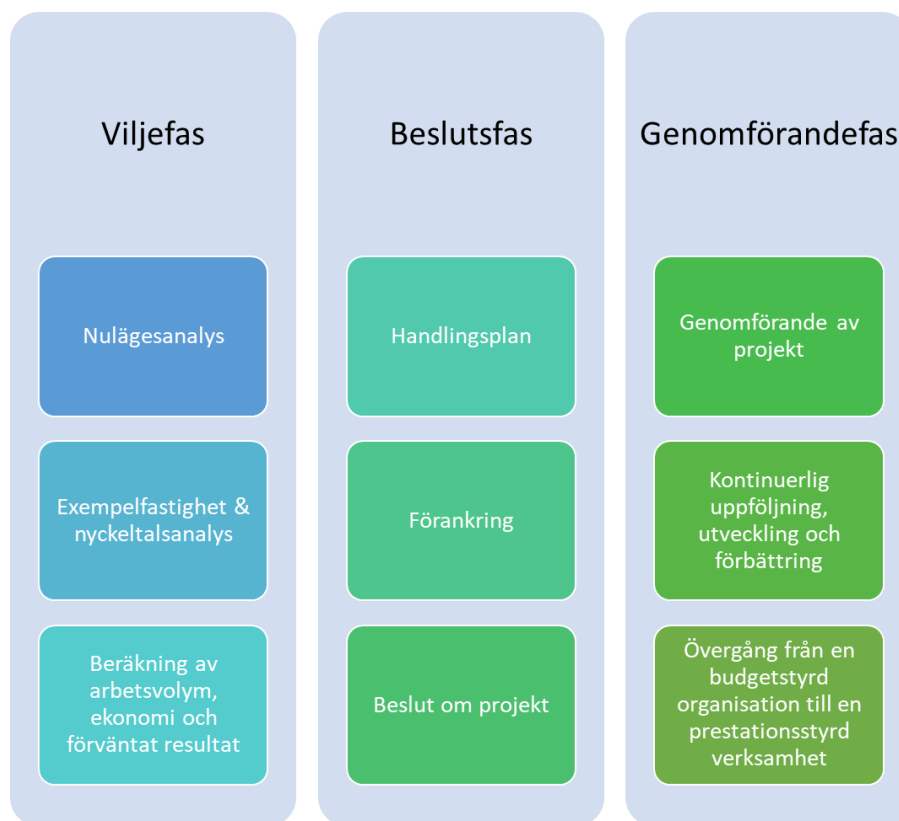 Viljefas
Nulägesanalys
Exempelfastighet &
nyckeltalsanalys
Beräkning av
arbetsvolym,
ekonomi och
förväntat resultat
Beslutsfas
Handlingsplan
Förankring
Beslut om projekt
Genomförandefas
Genomförande av
projekt
Kontinuerlig
uppföljning,
utveckling och
förbättring
Övergång från en
budgetstyrd
organisation till en
prestationsstyrd
verksamhet